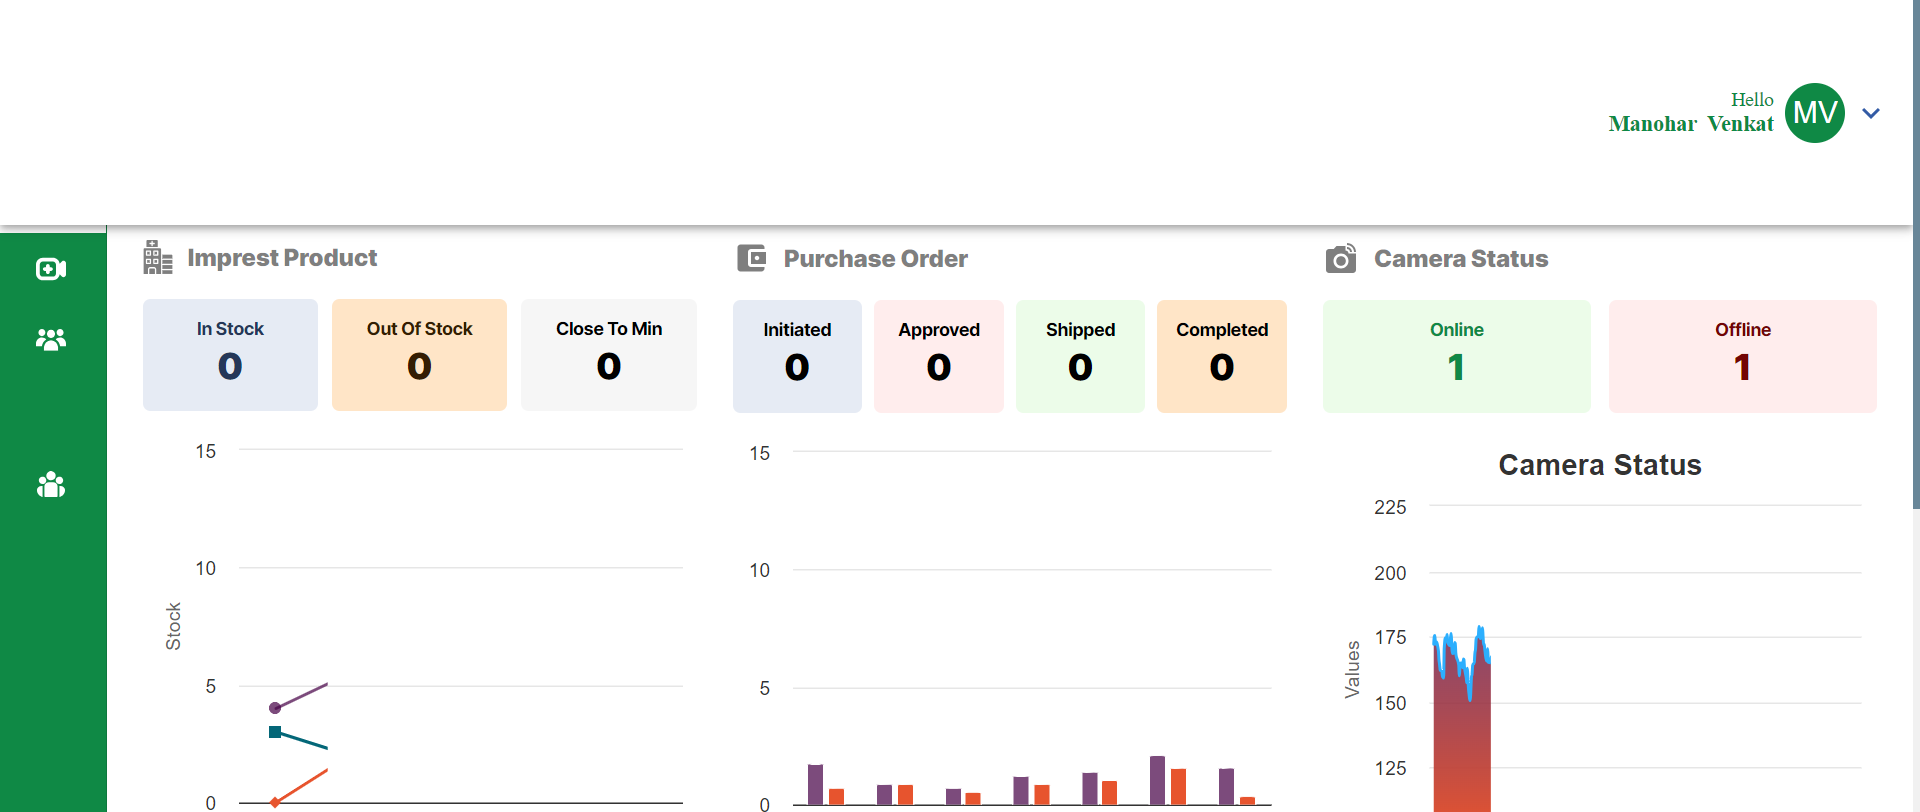 Hello
Manohar Venkat
MV
Imprest Product
In Stock
0
Out Of Stock
0
Close To Min
0
15
10
5
0
Stock
Purchase Order
Initiated
0
Approved
0
Shipped
0
Completed
0
15
10
5
0
Camera Status
Online
1
Offline
1
Camera Status
225
200
175
150
125
Values